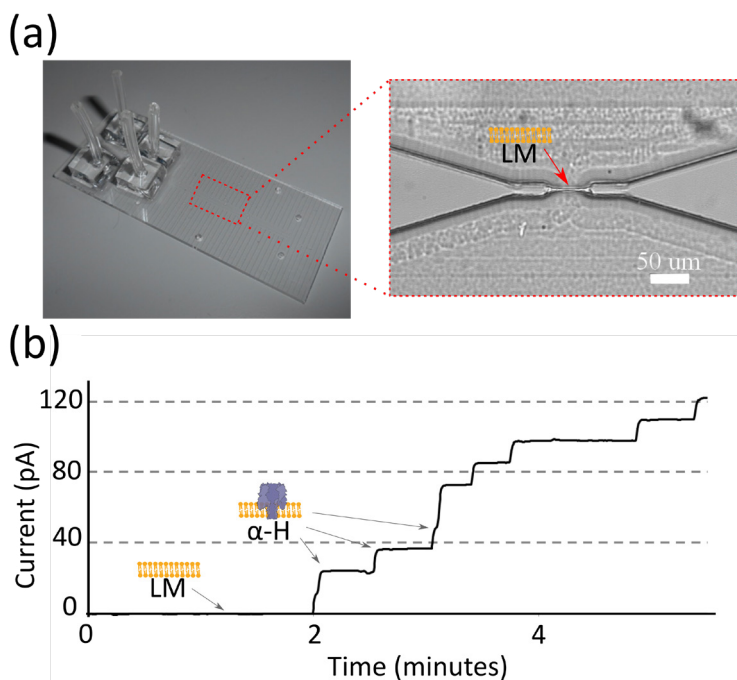 (a)
LM
50 um
(b)
120
80
40
0
Current (pA)
α-H
LM
0
2
4
Time (minutes)